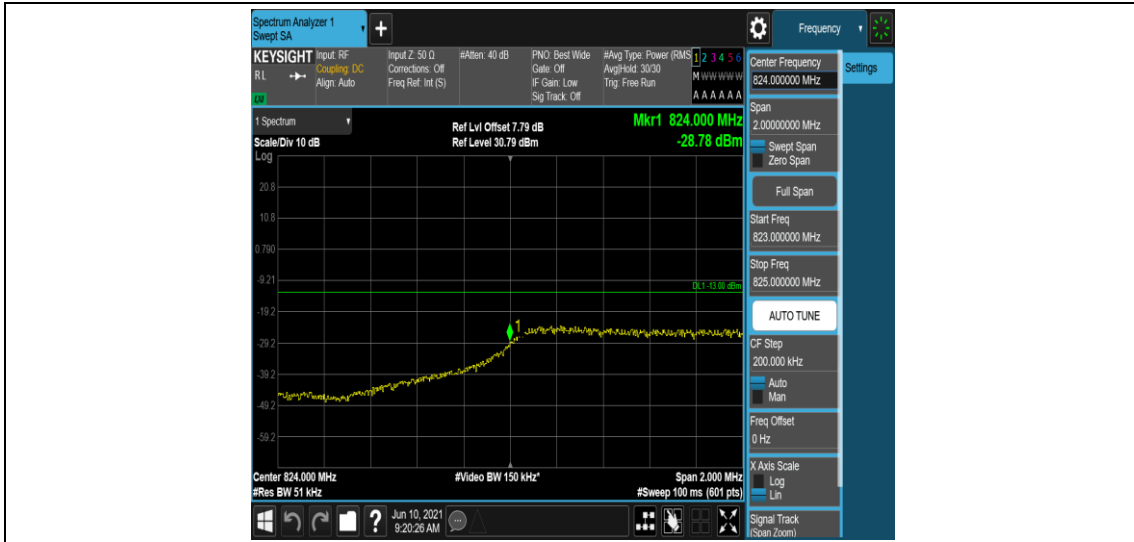 Spectrum Analyzer 1
Swept SA
+
Frequency
KEYSIGHT
RL
Input: RF
Coupling: DC
Align: Auto
Input Z: 50 Ω
Corrections: Off
Freq Ref: Int (S)
#Atten: 40 dB
PNO: Best Wide
Gate: Off
IF Gain: Low
Sig Track: Off
#Avg Type: Power (RMS
Avg|Hold: 30/30
Trig: Free Run
1 2 3 4 5 6
M W W W W W
A A A A A A
1 Spectrum
Scale/Div 10 dB
Log
Ref Lvl Offset 7.79 dB
Ref Level 30.79 dBm
Mkr1 824.000 MHz
-28.78 dBm
20.8
10.8
0.790
-9.21
-19.2
-29.2
-39.2
-49.2
-59.2
DL1 -13.00 dBm
1
Center 824.000 MHz
#Res BW 51 kHz
#Video BW 150 kHz*
Span 2.000 MHz
#Sweep 100 ms (601 pts)
?
Jun 10, 2021
9:20:26 AM
Center Frequency
824.000000 MHz
Settings
Span
2.00000000 MHz
Swept Span
Zero Span
Full Span
Start Freq
823.000000 MHz
Stop Freq
825.000000 MHz
AUTO TUNE
CF Step
200.000 kHz
Auto
Man
Freq Offset
0 Hz
X Axis Scale
Log
Lin
Signal Track
(Span Zoom)